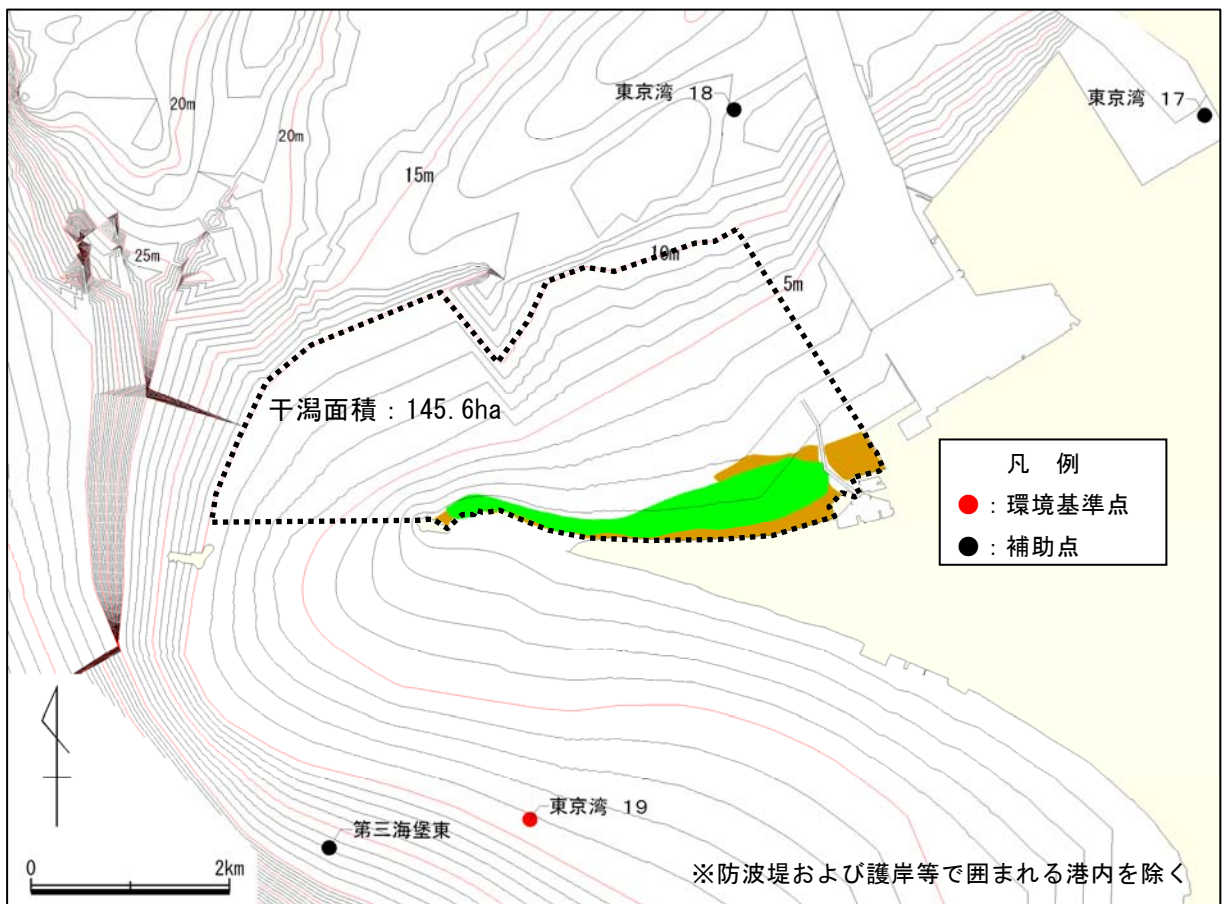 東京湾 18
東京湾 17
20m
20m
15m
25m
10m
5m
干潟面積：145.6ha
凡 例
：環境基準点
：補助点
東京湾 19
第三海堡東
0
2km
※防波堤および護岸等で囲まれる港内を除く